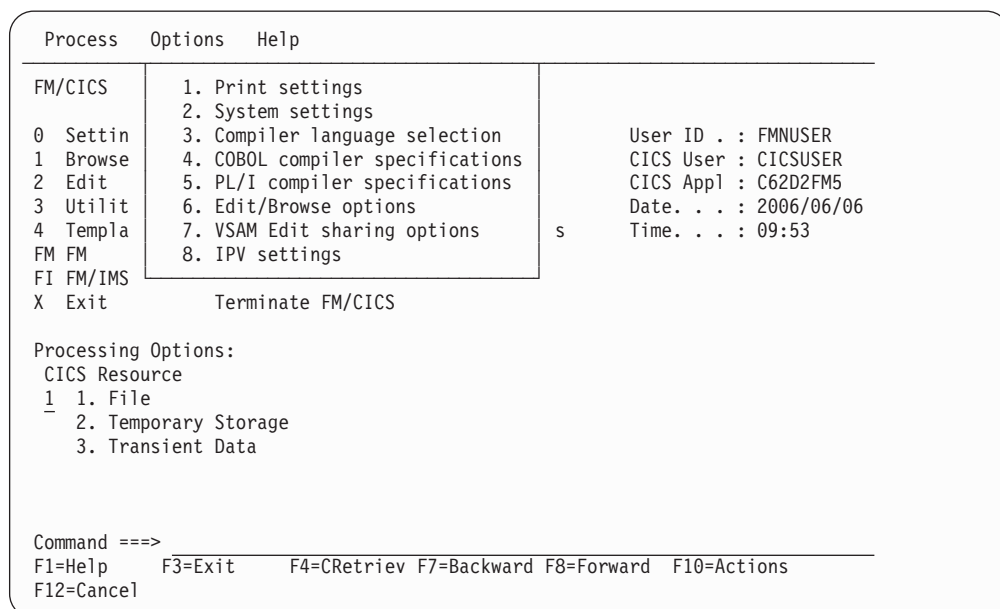 Process Options Help
FM/CICS 1. Print settings
2. System settings
0 Settin 3. Compiler language selection User ID . : FMNUSER
1 Browse 4. COBOL compiler specifications CICS User : CICSUSER
2 Edit 5. PL/I compiler specifications CICS Appl : C62D2FM5
3 Utilit 6. Edit/Browse options Date. . . : 2006/06/06
4 Templa 7. VSAM Edit sharing options s Time. . . : 09:53
FM FM 8. IPV settings
FI FM/IMS
X Exit Terminate FM/CICS
Processing Options:
CICS Resource
1 1. File
2. Temporary Storage
3. Transient Data
Command ===>
F1=Help F3=Exit F4=CRetriev F7=Backward F8=Forward F10=Actions
F12=Cancel